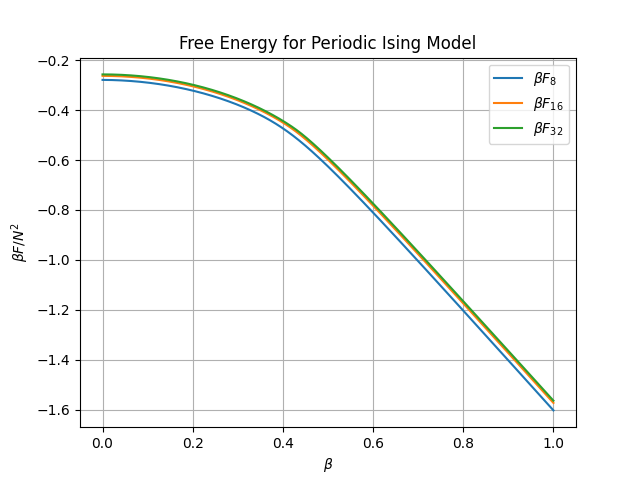 Free Energy for Periodic Ising Model
βF₈
βF₁₆
βF₃₂
βF/N²
−0.2
−0.4
−0.6
−0.8
−1.0
−1.2
−1.4
−1.6
0.0 0.2 0.4 0.6 0.8 1.0
β